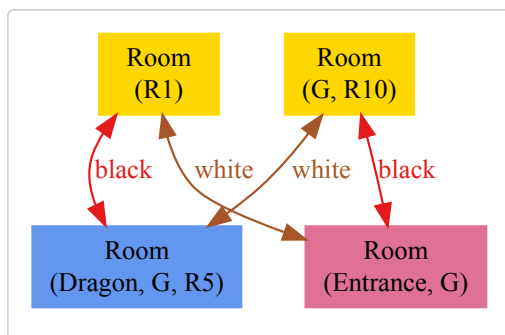 Room
(R1)
Room
(G, R10)
black
white
white
black
Room
(Dragon, G, R5)
Room
(Entrance, G)